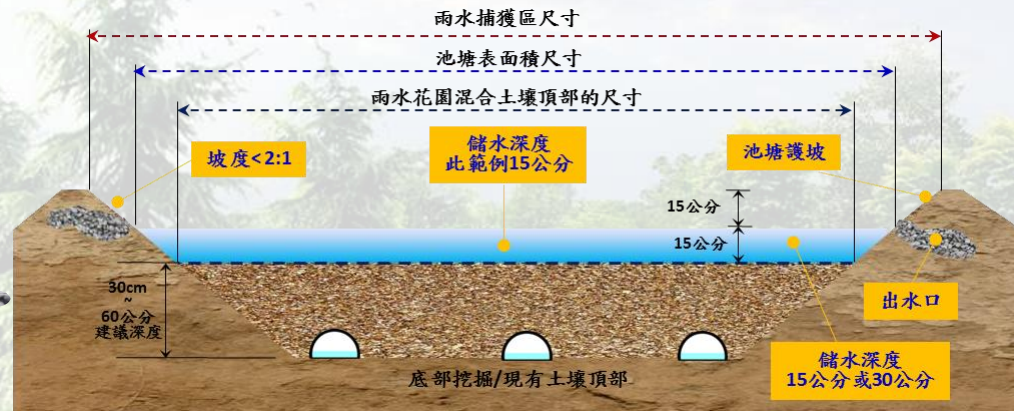 雨水捕獲區尺寸
池塘表面積尺寸
雨水花園混合土壤頂部的尺寸
坡度<2:1
儲水深度
此範例15公分
池塘護坡
15公分
15公分
30cm
~
60公分
建議深度
出水口
底部挖掘/現有土壤頂部
儲水深度
15公分或30公分